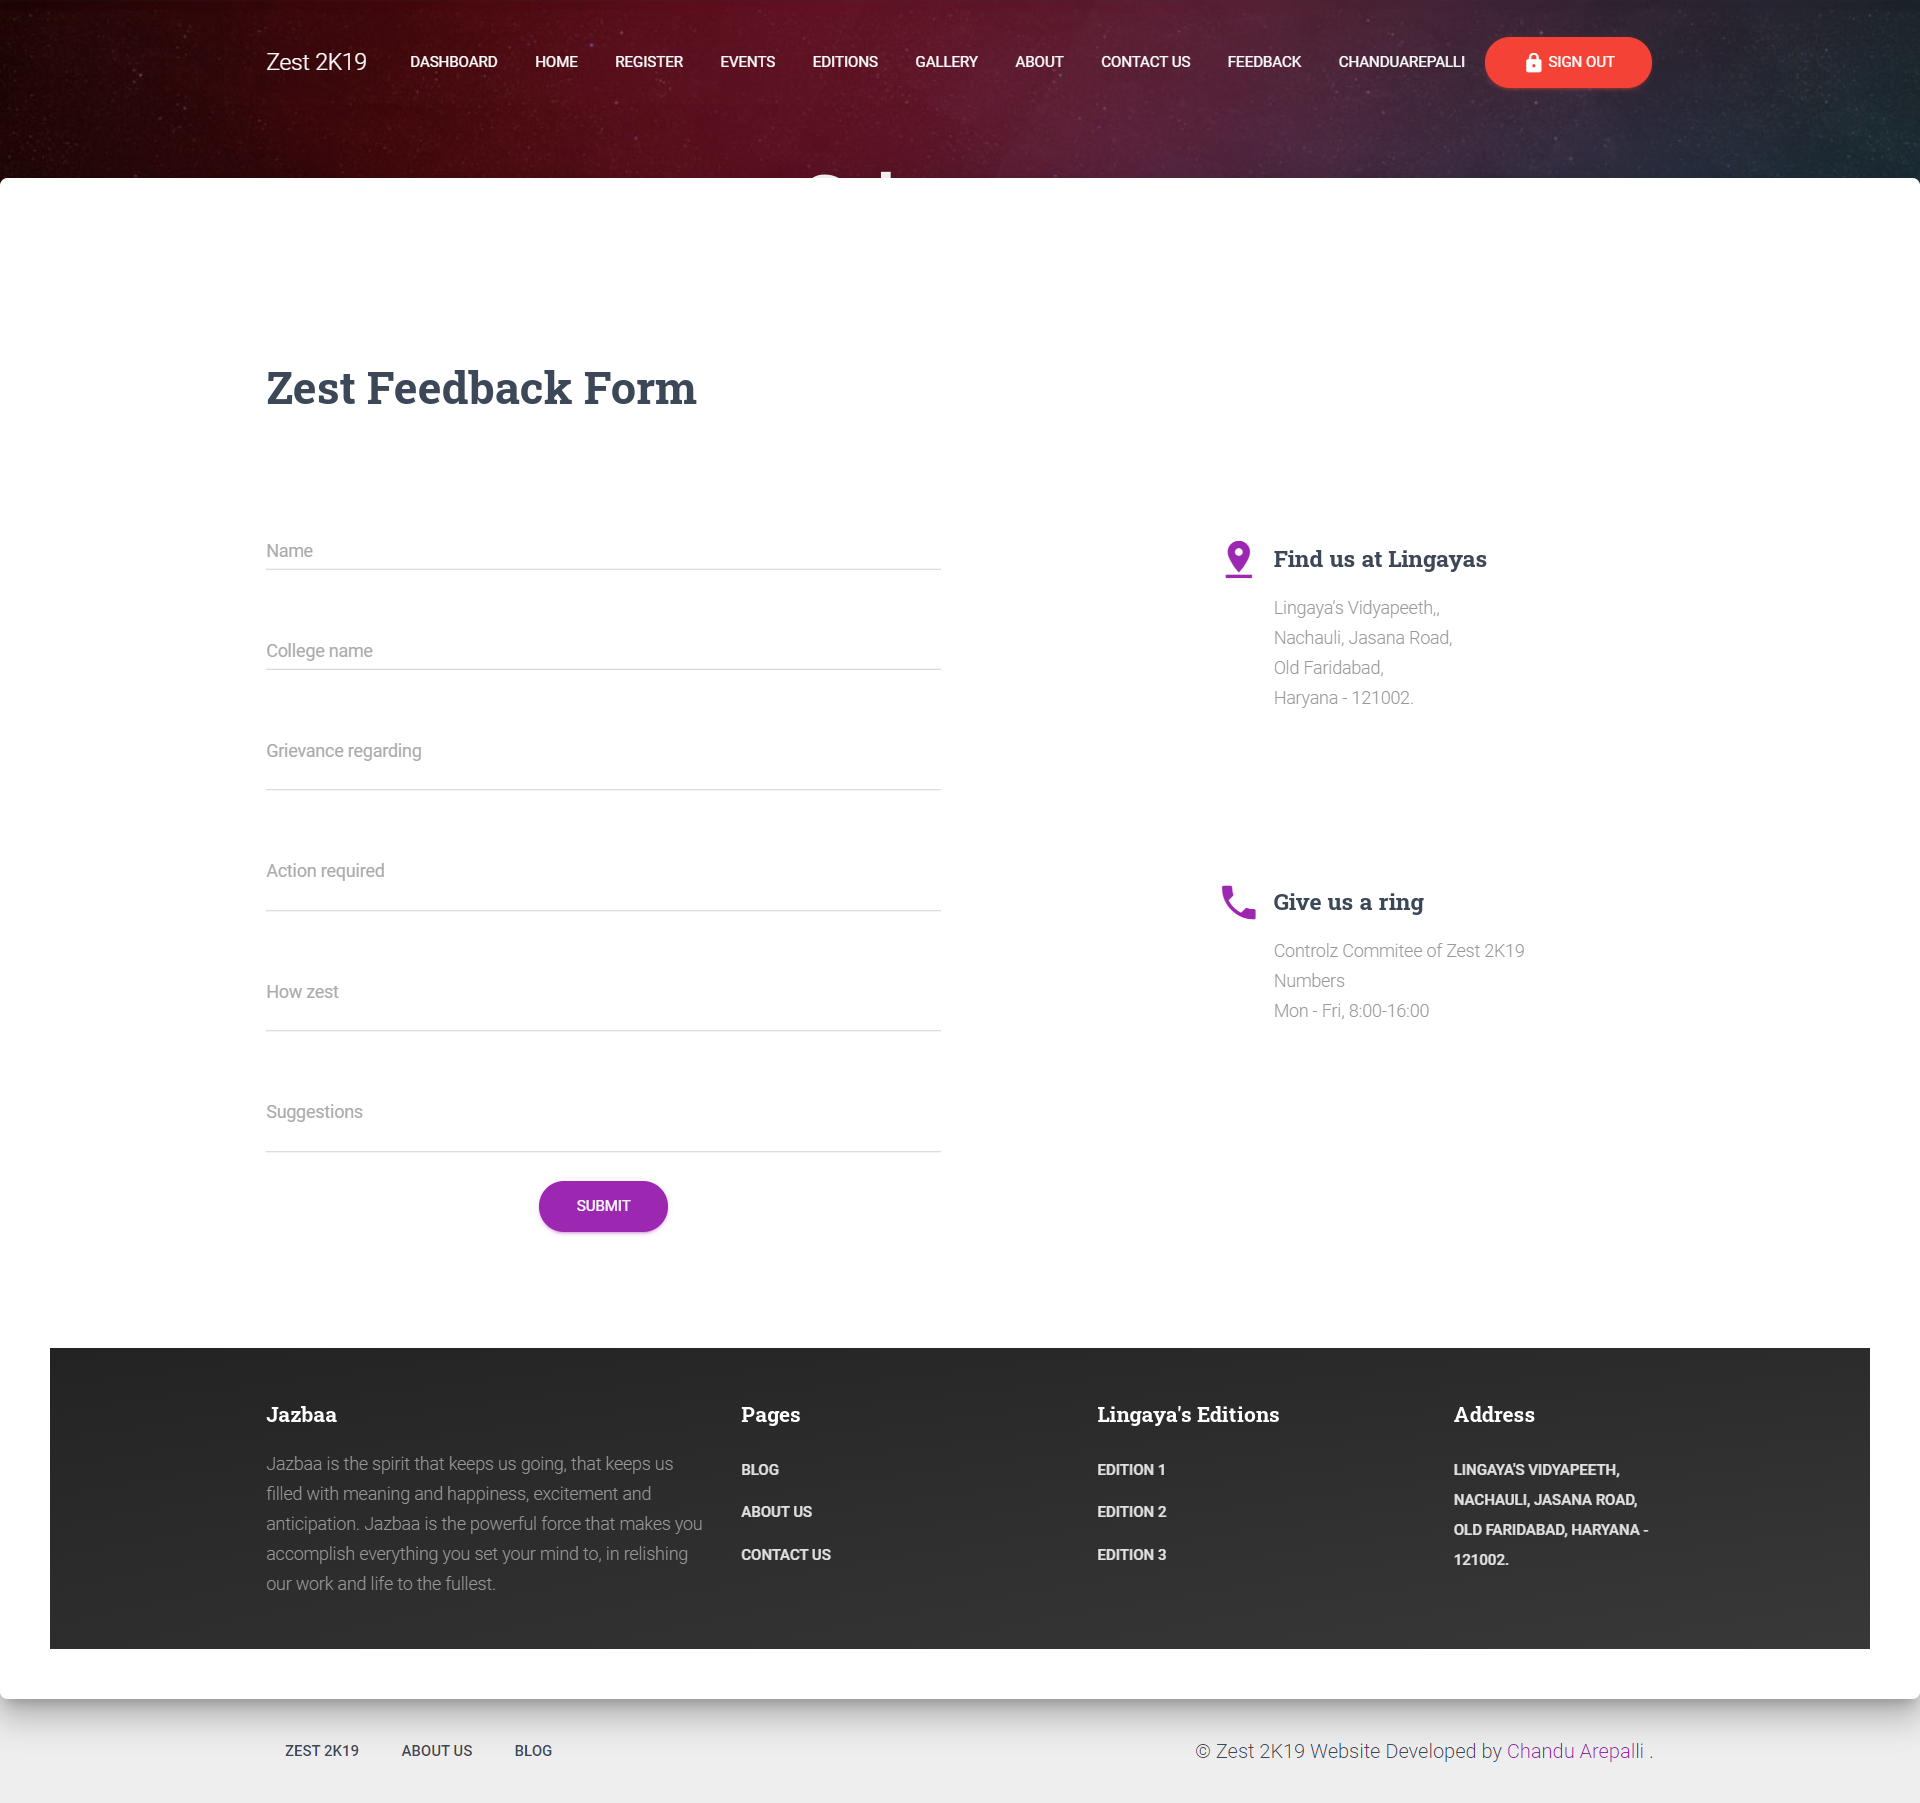 Zest 2K19 DASHBOARD HOME REGISTER EVENTS EDITIONS GALLERY ABOUT CONTACT US FEEDBACK CHANDUAREPALLI SIGN OUT
Zest Feedback Form
Name
College name
Grievance regarding
Action required
How zest
Suggestions
SUBMIT
Find us at Lingayas
Lingaya's Vidyapeeth,,
Nachauli, Jasana Road,
Old Faridabad,
Haryana - 121002.
Give us a ring
Controlz Commitee of Zest 2K19
Numbers
Mon - Fri, 8:00-16:00
Jazbaa
Jazbaa is the spirit that keeps us going, that keeps us
filled with meaning and happiness, excitement and
anticipation. Jazbaa is the powerful force that makes you
accomplish everything you set your mind to, in relishing
our work and life to the fullest.
Pages
BLOG
ABOUT US
CONTACT US
Lingaya's Editions
EDITION 1
EDITION 2
EDITION 3
Address
LINGAYA'S VIDYAPEETH,
NACHAULI, JASANA ROAD,
OLD FARIDABAD, HARYANA -
121002.
ZEST 2K19 ABOUT US BLOG
© Zest 2K19 Website Developed by Chandu Arepalli .